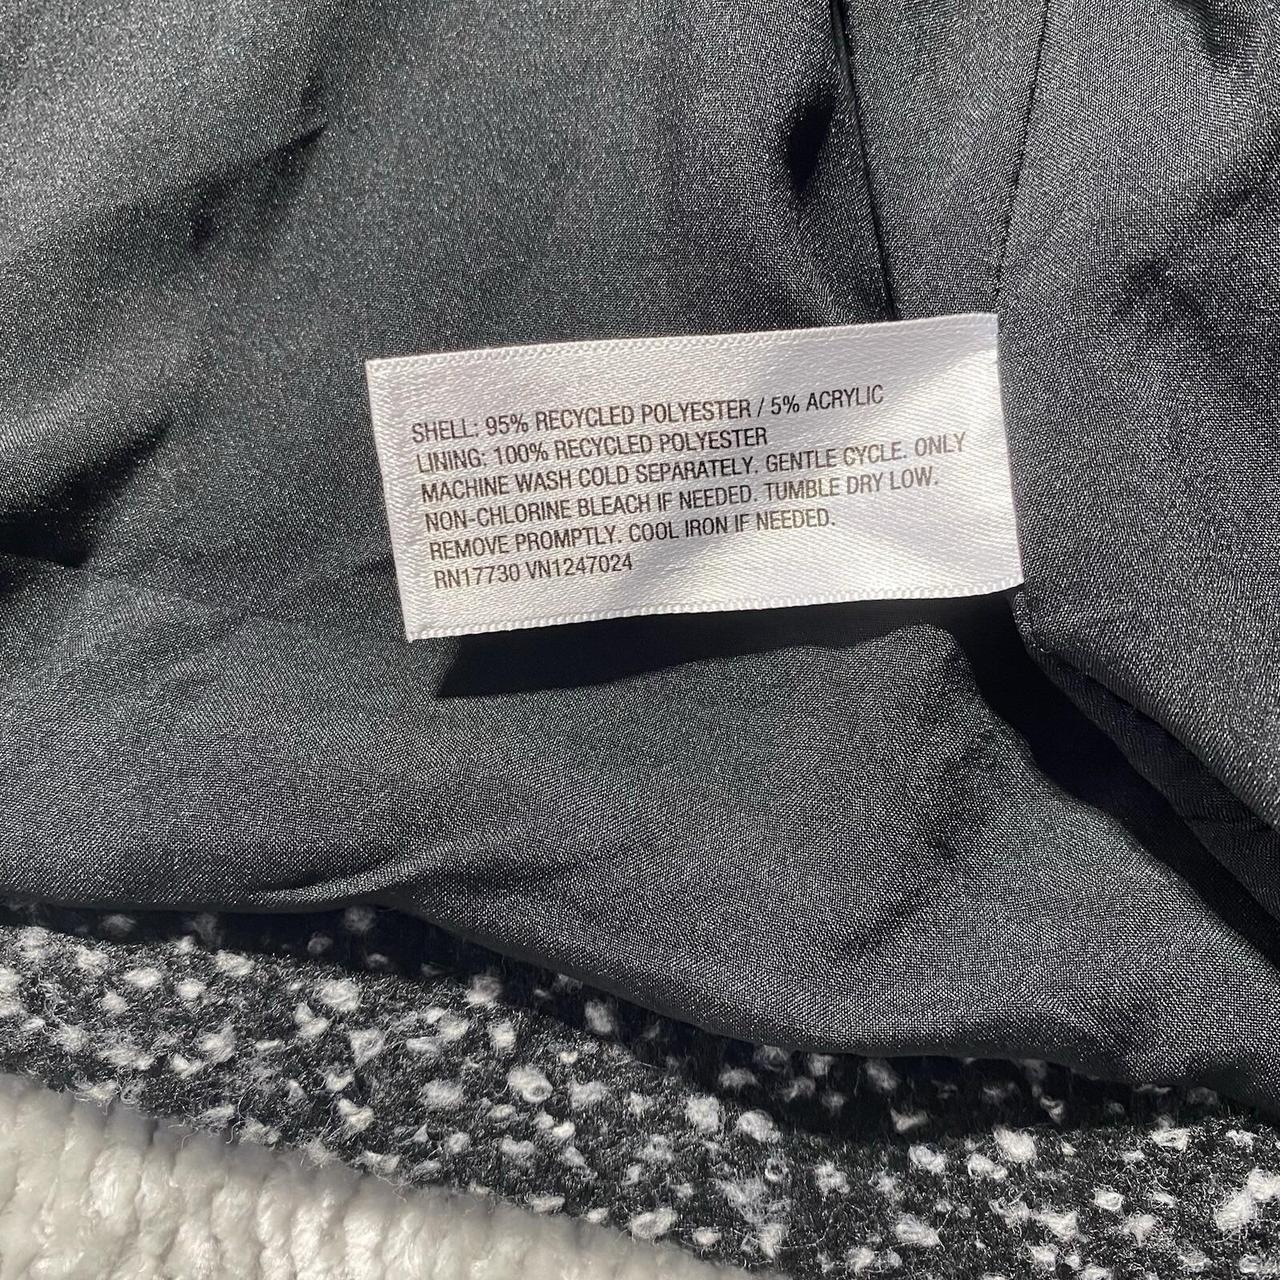 SHELL: 95% RECYCLED POLYESTER / 5% ACRYLIC
LINING: 100% RECYCLED POLYESTER
MACHINE WASH COLD SEPARATELY. GENTLE CYCLE. ONLY
NON-CHLORINE BLEACH IF NEEDED. TUMBLE DRY LOW.
REMOVE PROMPTLY. COOL IRON IF NEEDED.
RN17730 VN1247024